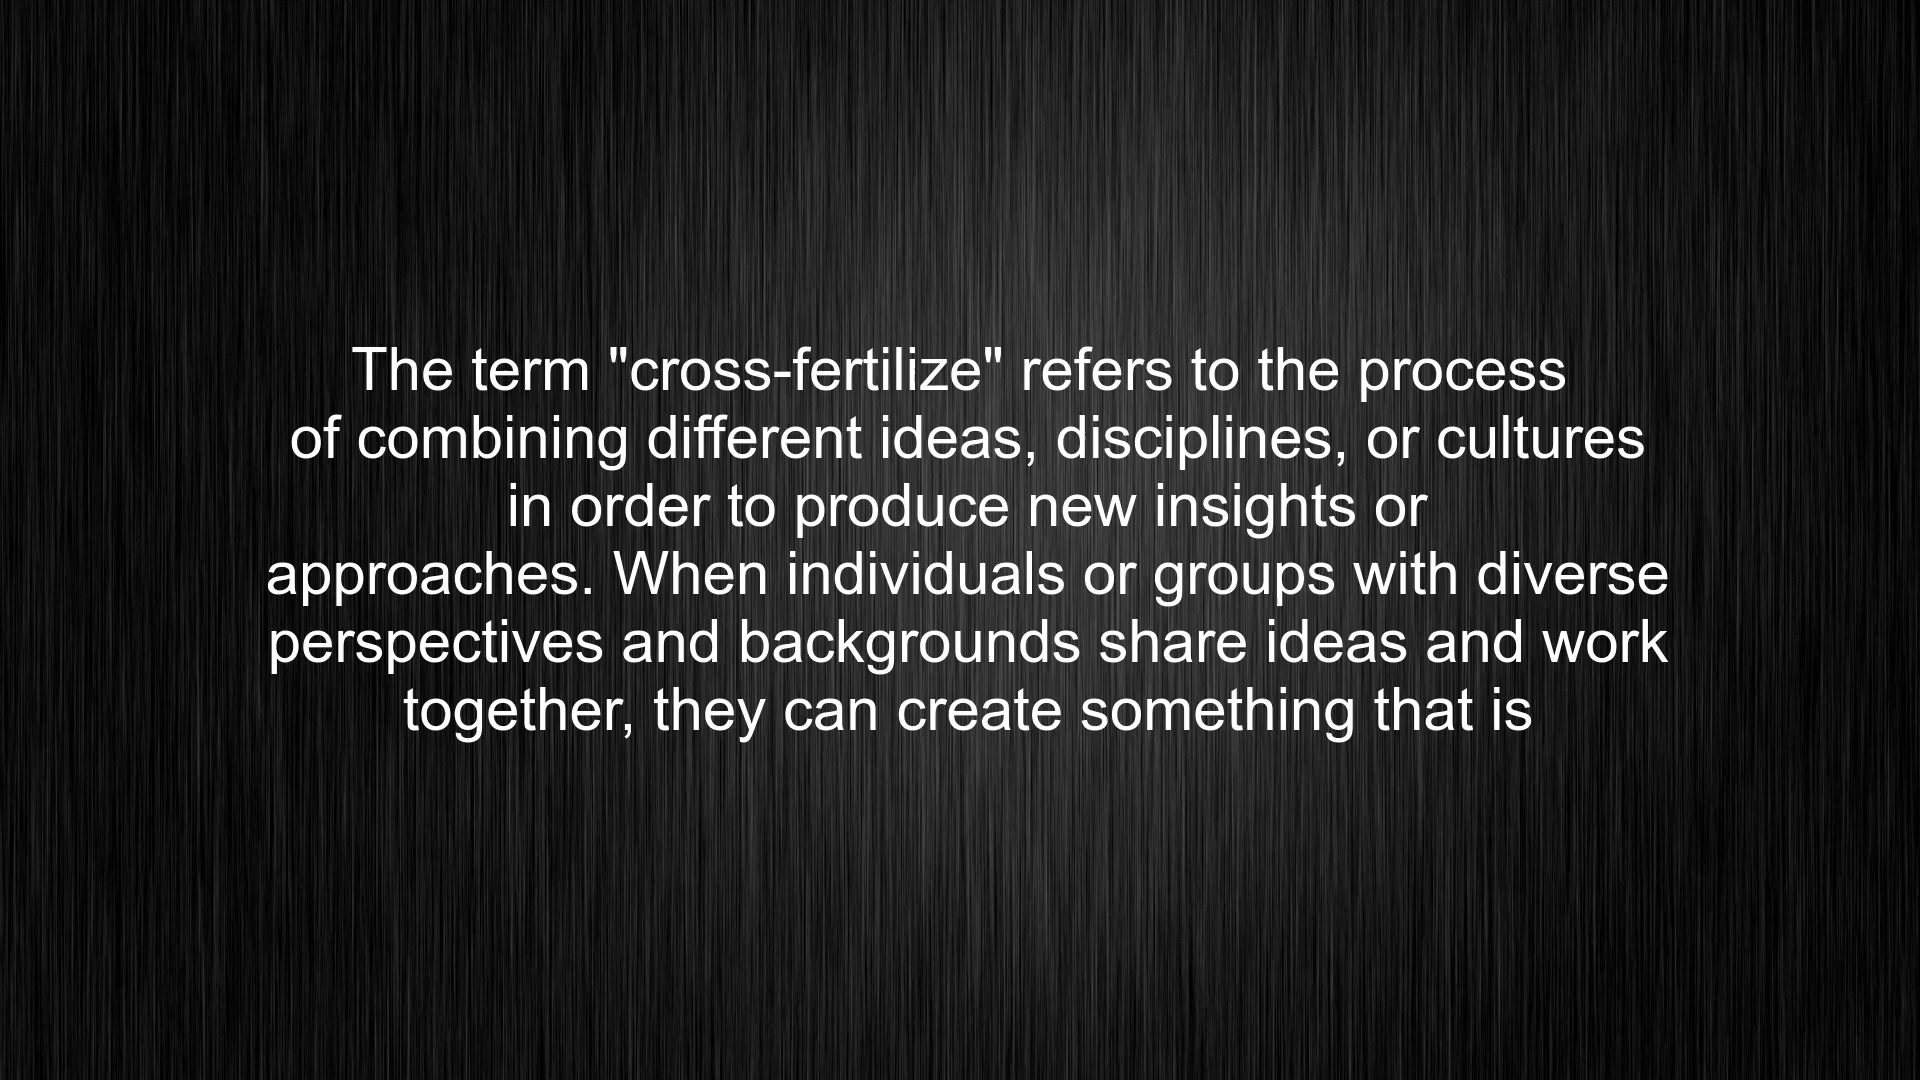 The term "cross-fertilize" refers to the process
of combining different ideas, disciplines, or cultures
in order to produce new insights or
approaches. When individuals or groups with diverse
perspectives and backgrounds share ideas and work
together, they can create something that is